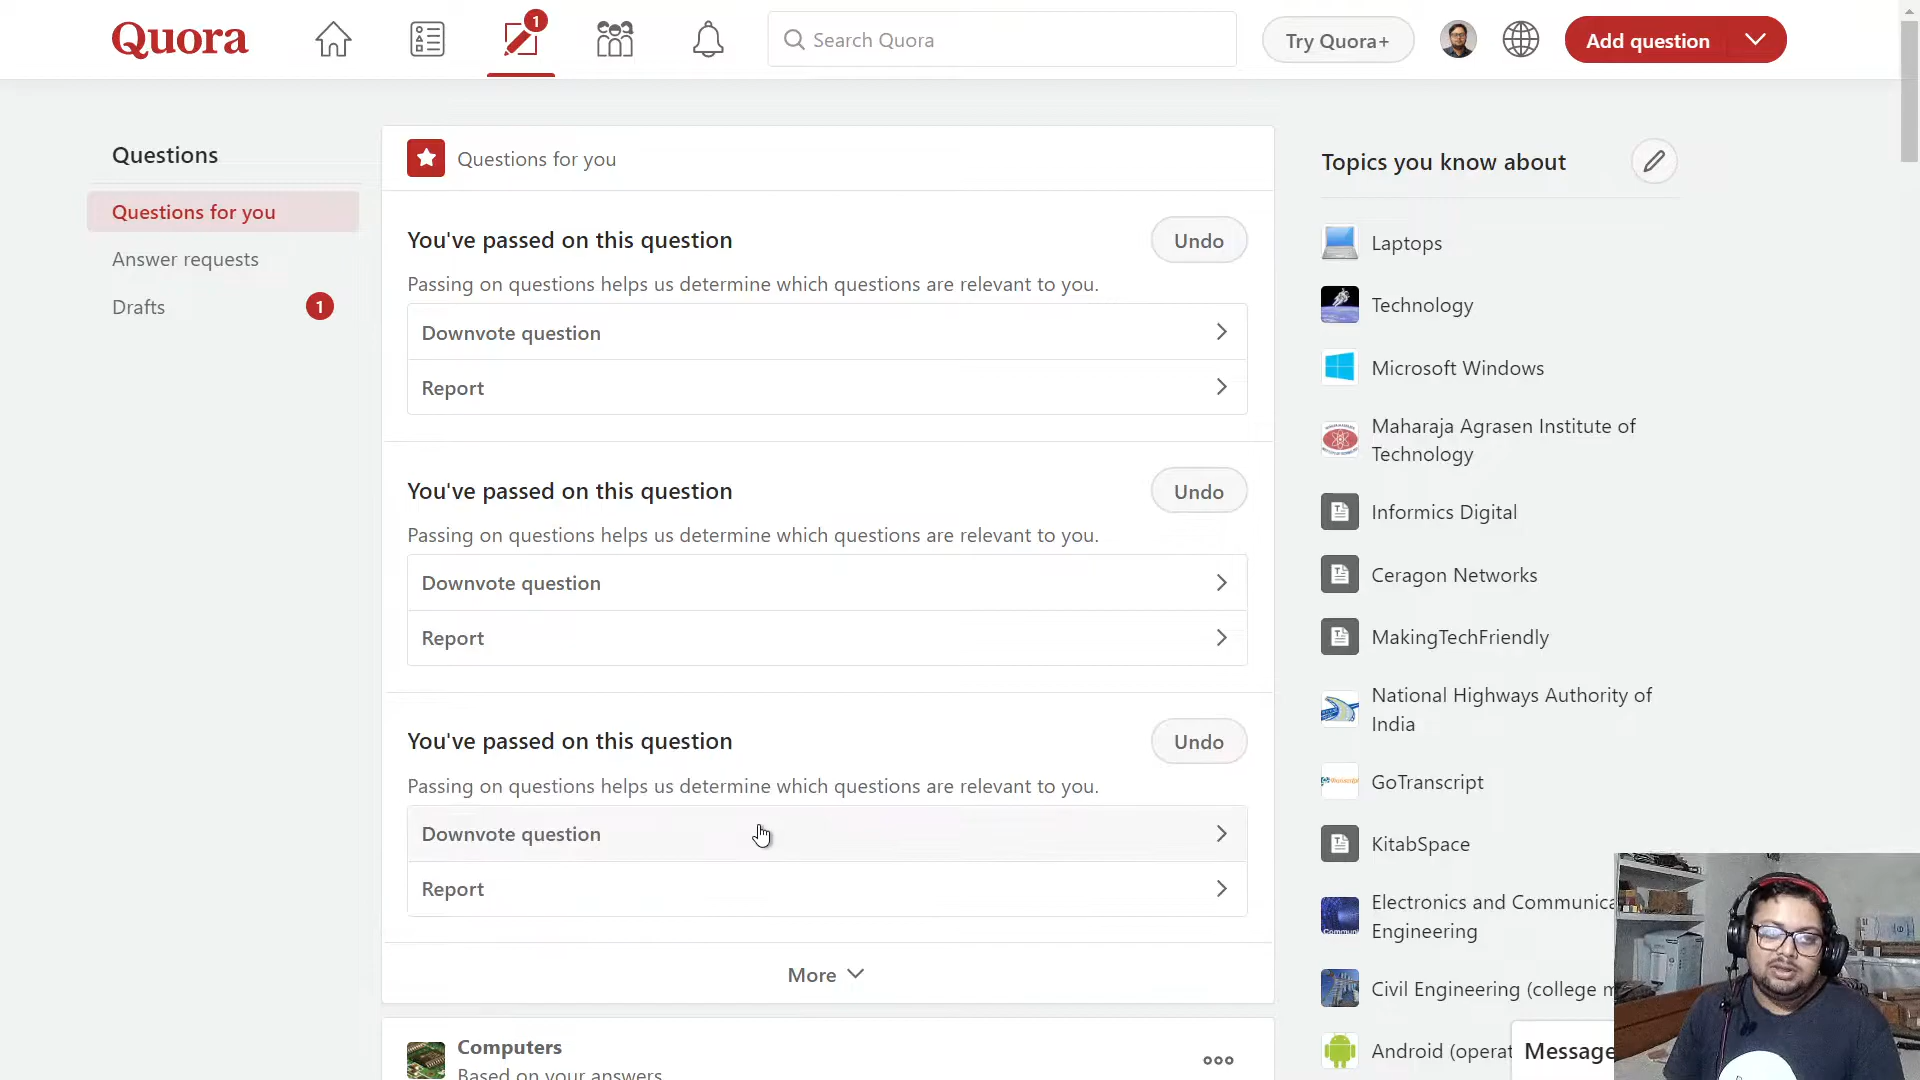 Quora
1
Search Quora
Try Quora+
Add question
Questions
Questions for you
Answer requests
Drafts
1
Questions for you
You've passed on this question
Undo
Passing on questions helps us determine which questions are relevant to you.
Downvote question
Report
You've passed on this question
Undo
Passing on questions helps us determine which questions are relevant to you.
Downvote question
Report
You've passed on this question
Undo
Passing on questions helps us determine which questions are relevant to you.
Downvote question
Report
More
Computers
Based on your answers
Topics you know about
Laptops
Technology
Microsoft Windows
Maharaja Agrasen Institute of
Technology
Informics Digital
Ceragon Networks
MakingTechFriendly
National Highways Authority of
India
GoTranscript
KitabSpace
Electronics and Communica
Engineering
Civil Engineering (college m
Android (operat
Message